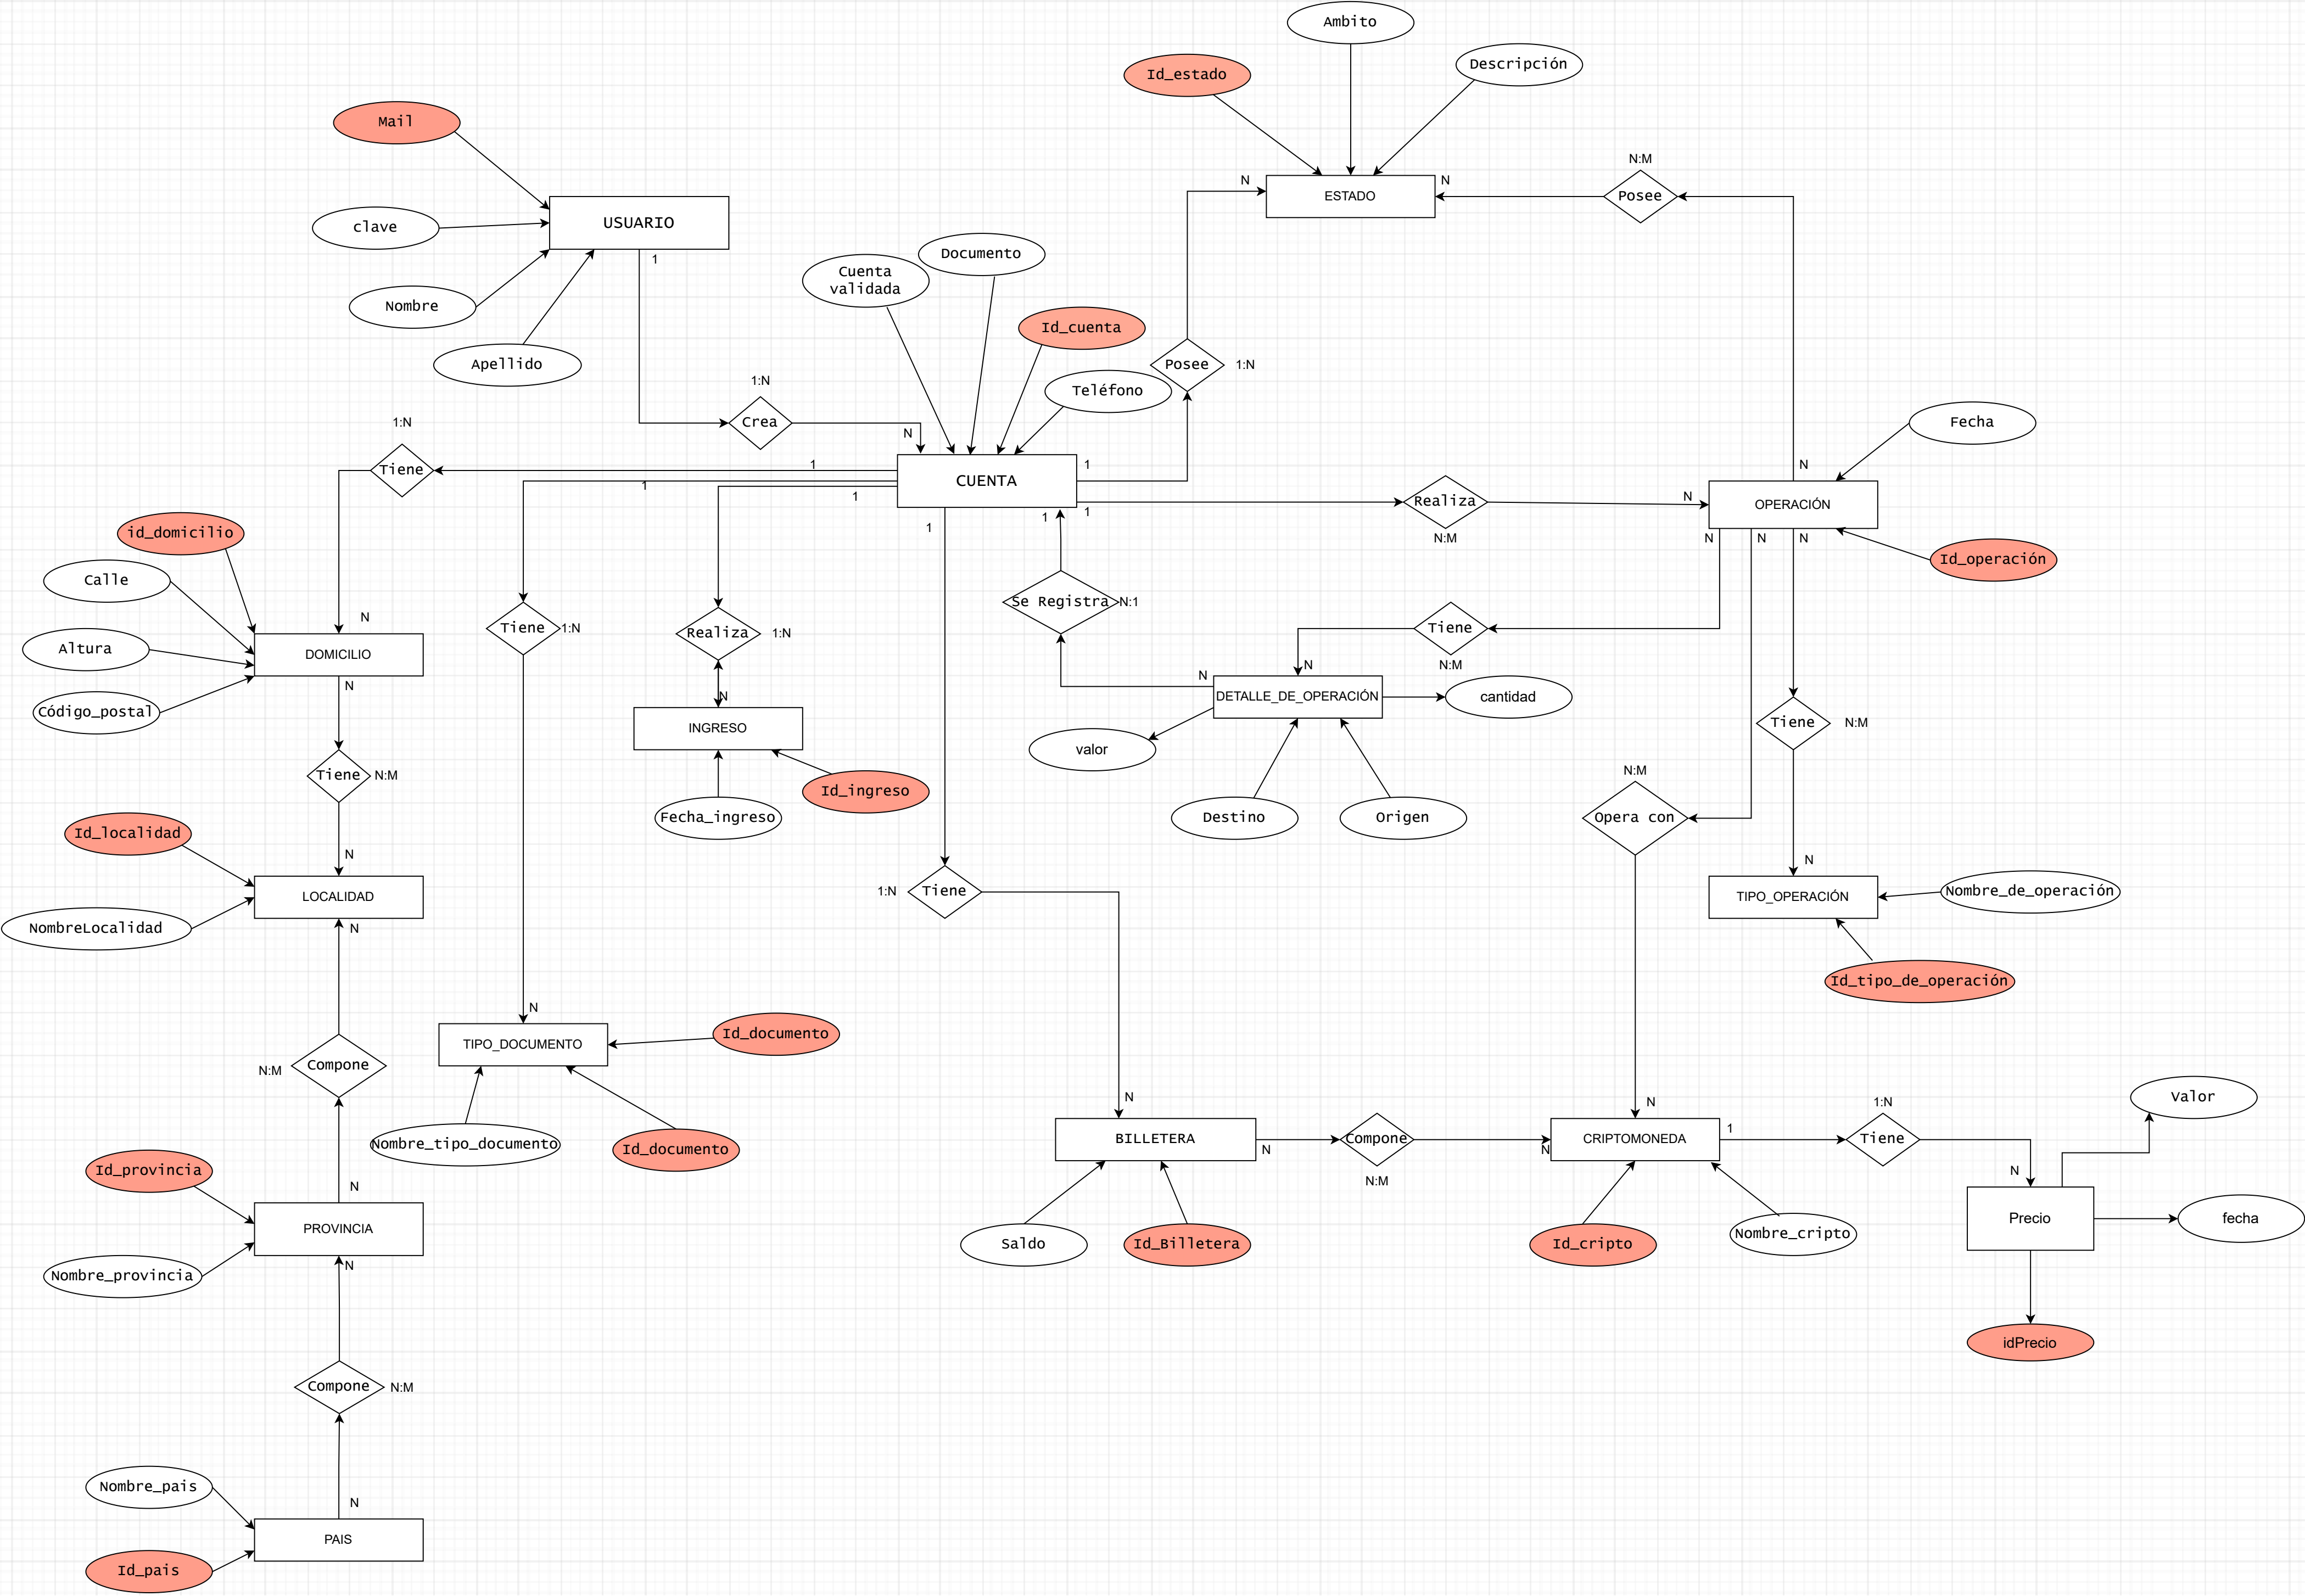 Ambito
Id_estado
Descripción
Mail
N:M
N
ESTADO
N
Posee
clave
USUARIO
1
Cuenta
validada
Documento
Nombre
Id_cuenta
Apellido
Posee
1:N
Teléfono
1:N
Crea
N
1:N
Tiene
1
1
CUENTA
1
1
1
1
1
1
Realiza
N:M
N
Fecha
N
OPERACIÓN
N
N
N
Id_operación
id_domicilio
Calle
Altura
Código_postal
N
DOMICILIO
N
Tiene
1:N
Realiza
1:N
N
INGRESO
Id_ingreso
Fecha_ingreso
Se Registra
N:1
Tiene
N:M
N
N
DETALLE_DE_OPERACIÓN
cantidad
valor
Destino
Origen
Tiene
N:M
N:M
Opera con
Tiene
N:M
N
Id_localidad
LOCALIDAD
N
NombreLocalidad
1:N
Tiene
N
TIPO_OPERACIÓN
Nombre_de_operación
Id_tipo_de_operación
N
TIPO_DOCUMENTO
Id_documento
Nombre_tipo_documento
Id_documento
Compone
N:M
N
Id_provincia
PROVINCIA
N
Nombre_provincia
N
BILLETERA
N
Compone
N:M
N
N
CRIPTOMONEDA
1
1:N
Tiene
Valor
N
Precio
fecha
Saldo
Id_Billetera
Id_cripto
Nombre_cripto
idPrecio
Compone
N:M
Nombre_pais
N
PAIS
Id_pais